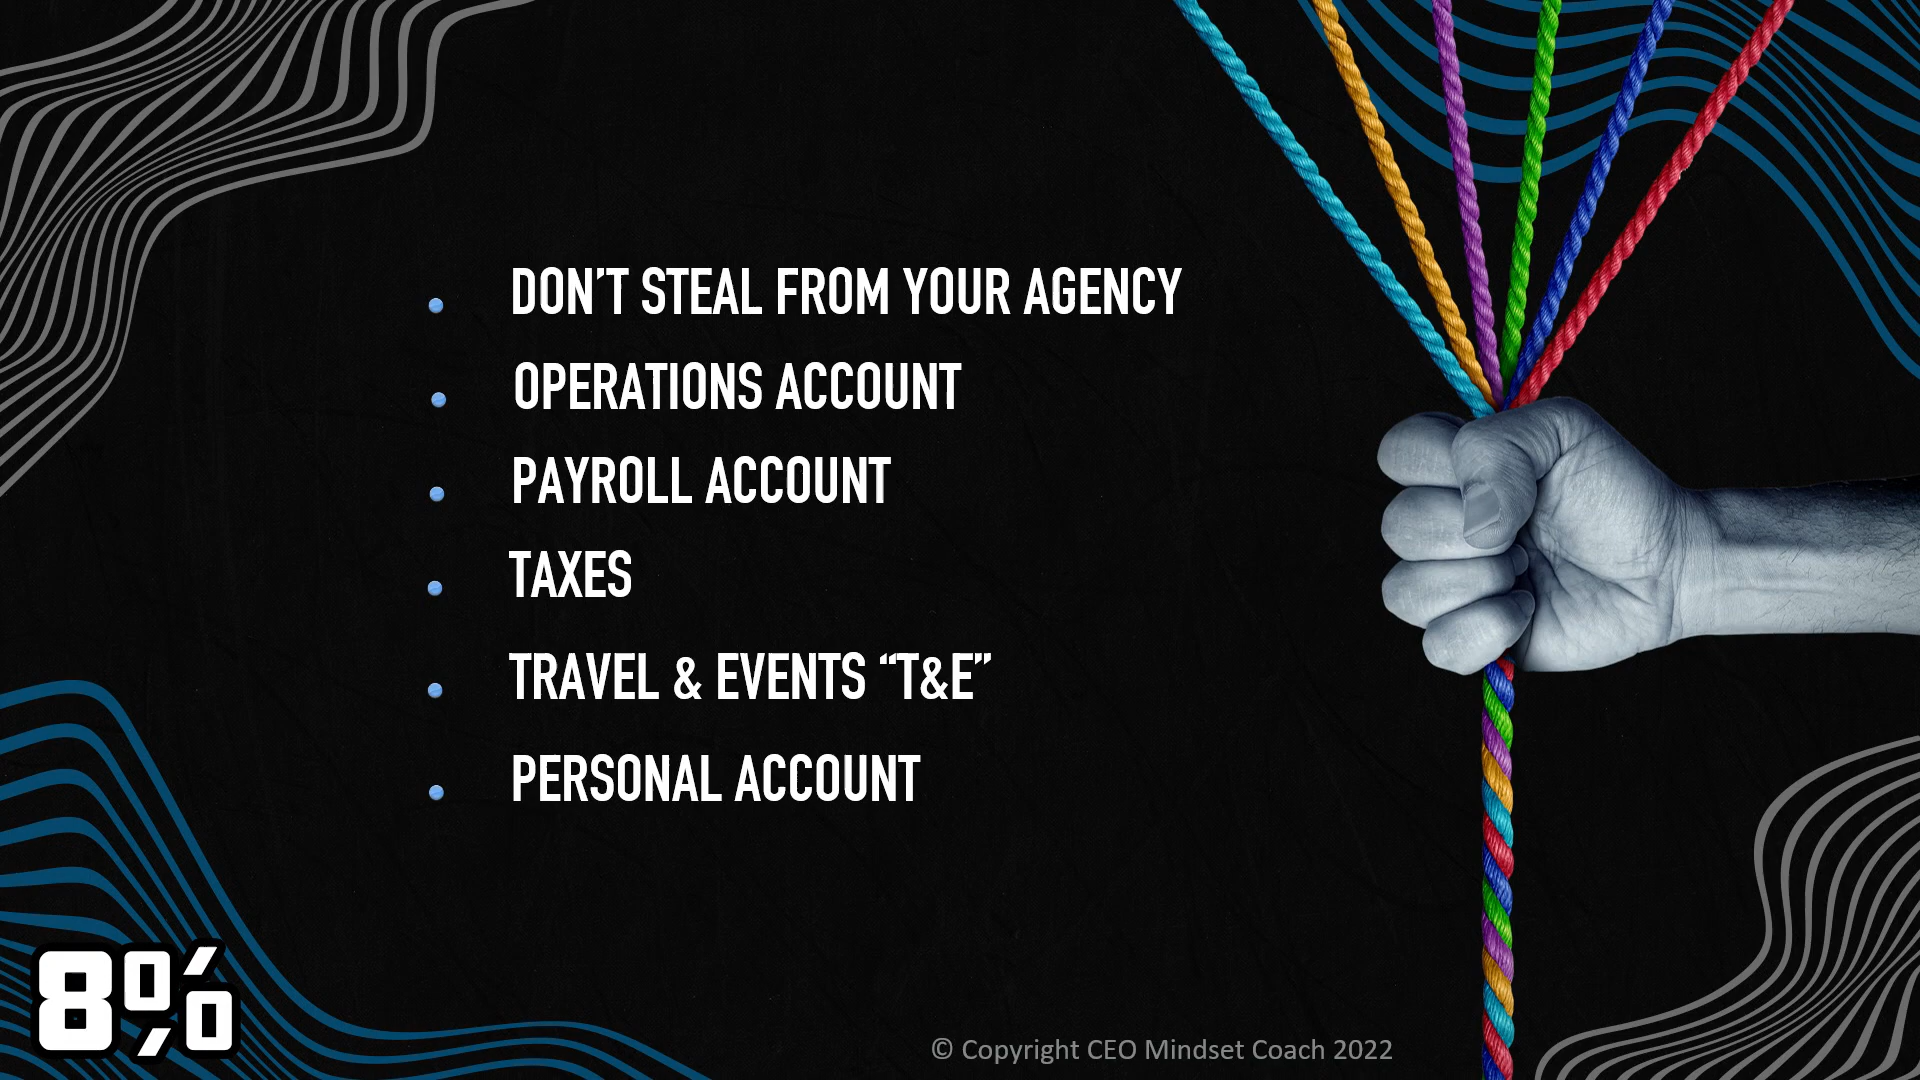 DON’T STEAL FROM YOUR AGENCY
OPERATIONS ACCOUNT
PAYROLL ACCOUNT
TAXES
TRAVEL & EVENTS “T&E”
PERSONAL ACCOUNT
8%
© Copyright CEO Mindset Coach 2022